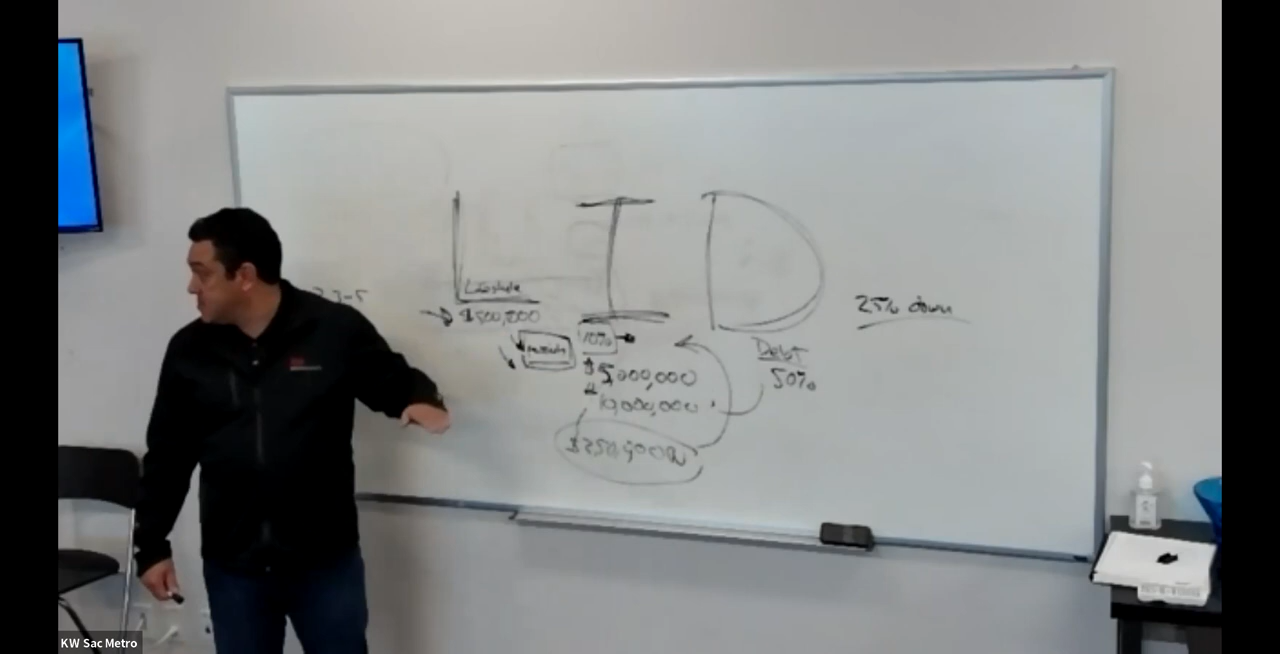 L I D
Lifestyle
$500,000
25% down
10%
Debt
50%
$5,000,000
10,000,000
$250,000
KW Sac Metro